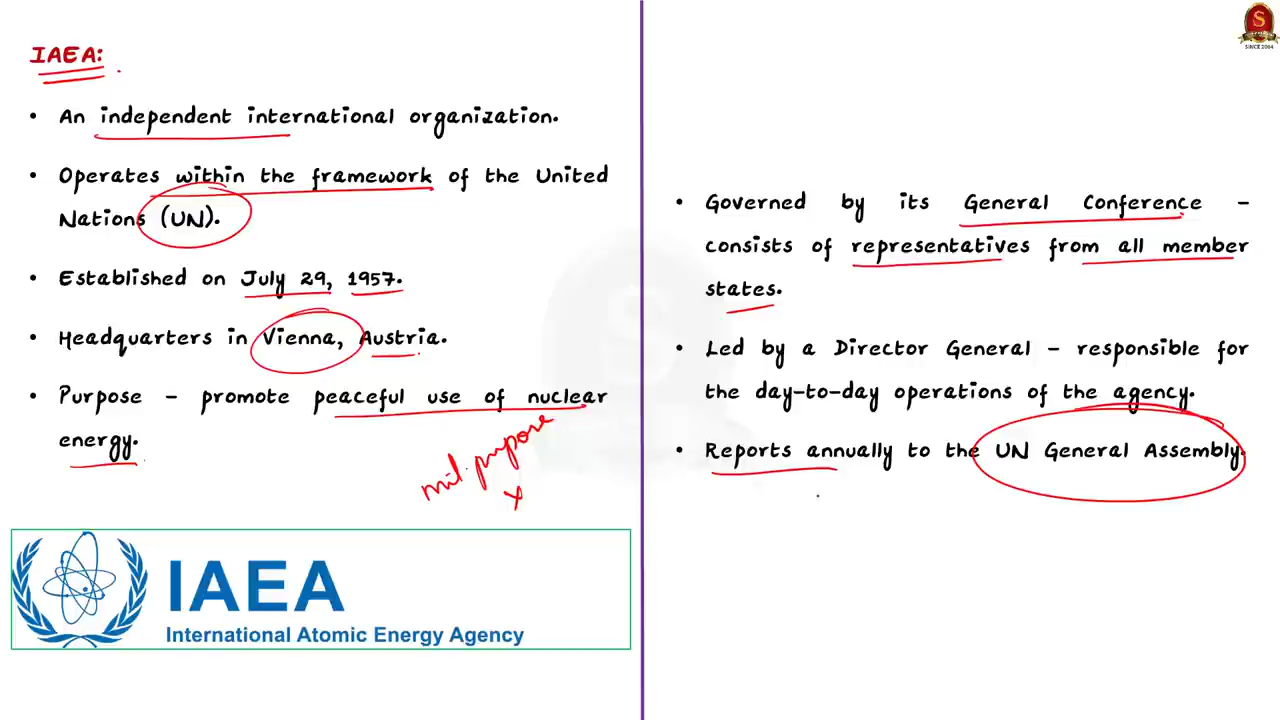 IAEA:
• An independent international organization.
• Operates within the framework of the United
Nations (UN).
• Established on July 29, 1957.
• Headquarters in Vienna, Austria.
• Purpose – promote peaceful use of nuclear
energy.
mil. purpose
x
IAEA
International Atomic Energy Agency
S
SINCE 2004
• Governed by its General Conference –
consists of representatives from all member
states.
• Led by a Director General – responsible for
the day-to-day operations of the agency.
• Reports annually to the UN General Assembly.